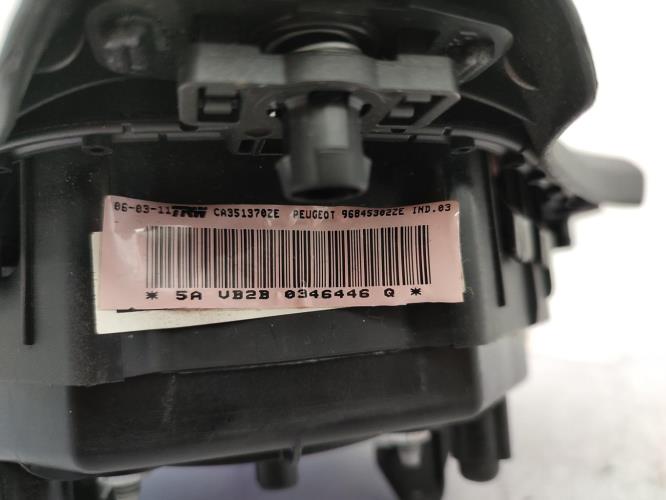 06-03-11 TRW CA351370ZE PEUGEOT 96845302ZE IND.03
* 5A VB2B 0346446 Q *